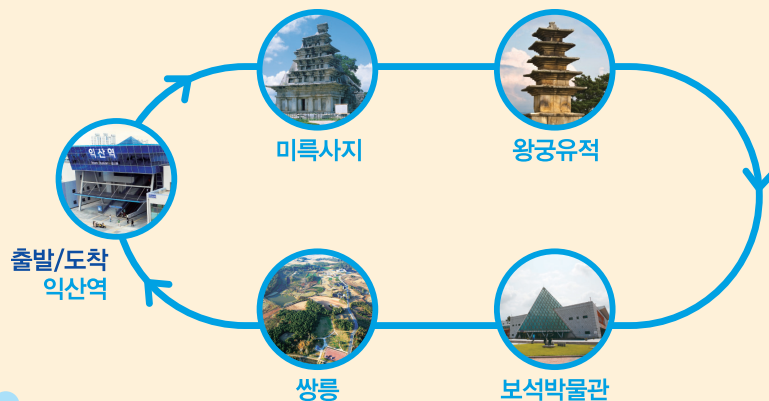 익산역
미륵사지
왕궁유적
출발/도착
익산역
쌍릉
보석박물관